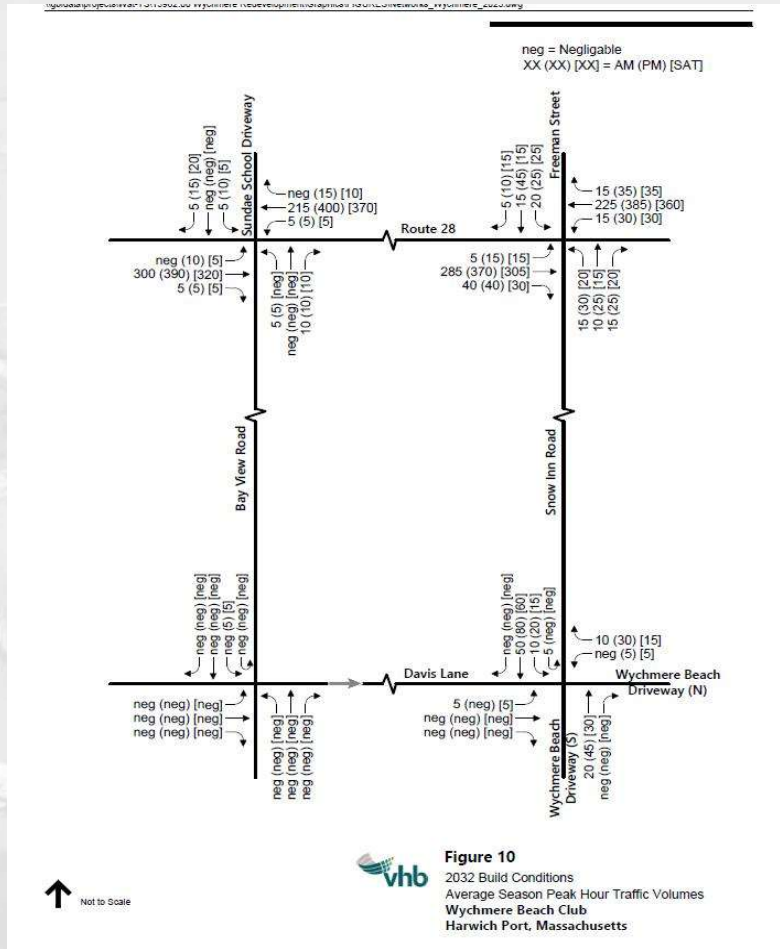 neg = Negligable
XX (XX) [XX] = AM (PM) [SAT]
Sundae School Driveway
5 (15) [20]
neg (neg) [neg]
5 (10) [5]
neg (15) [10]
215 (400) [370]
5 (5) [5]
Freeman Street
5 (10) [15]
15 (45) [15]
20 (25) [25]
15 (35) [35]
225 (385) [360]
15 (30) [30]
Route 28
neg (10) [5]
300 (390) [320]
5 (5) [5]
5 (5) [neg]
neg (neg) [neg]
10 (10) [10]
5 (15) [15]
285 (370) [305]
40 (40) [30]
15 (30) [20]
10 (25) [15]
15 (25) [20]
Bay View Road
Snow Inn Road
neg (neg) [neg]
neg (neg) [neg]
neg (5) [5]
neg (neg) [neg]
neg (neg) [neg]
50 (80) [60]
10 (20) [15]
5 (neg) [neg]
10 (30) [15]
neg (5) [5]
Davis Lane
Wychmere Beach
Driveway (N)
neg (neg) [neg]
neg (neg) [neg]
neg (neg) [neg]
neg (neg) [neg]
neg (neg) [neg]
neg (neg) [neg]
5 (neg) [5]
neg (neg) [neg]
neg (neg) [neg]
Wychmere Beach
Driveway (S)
20 (45) [30]
neg (neg) [neg]
Not to Scale
vhb
Figure 10
2032 Build Conditions
Average Season Peak Hour Traffic Volumes
Wychmere Beach Club
Harwich Port, Massachusetts